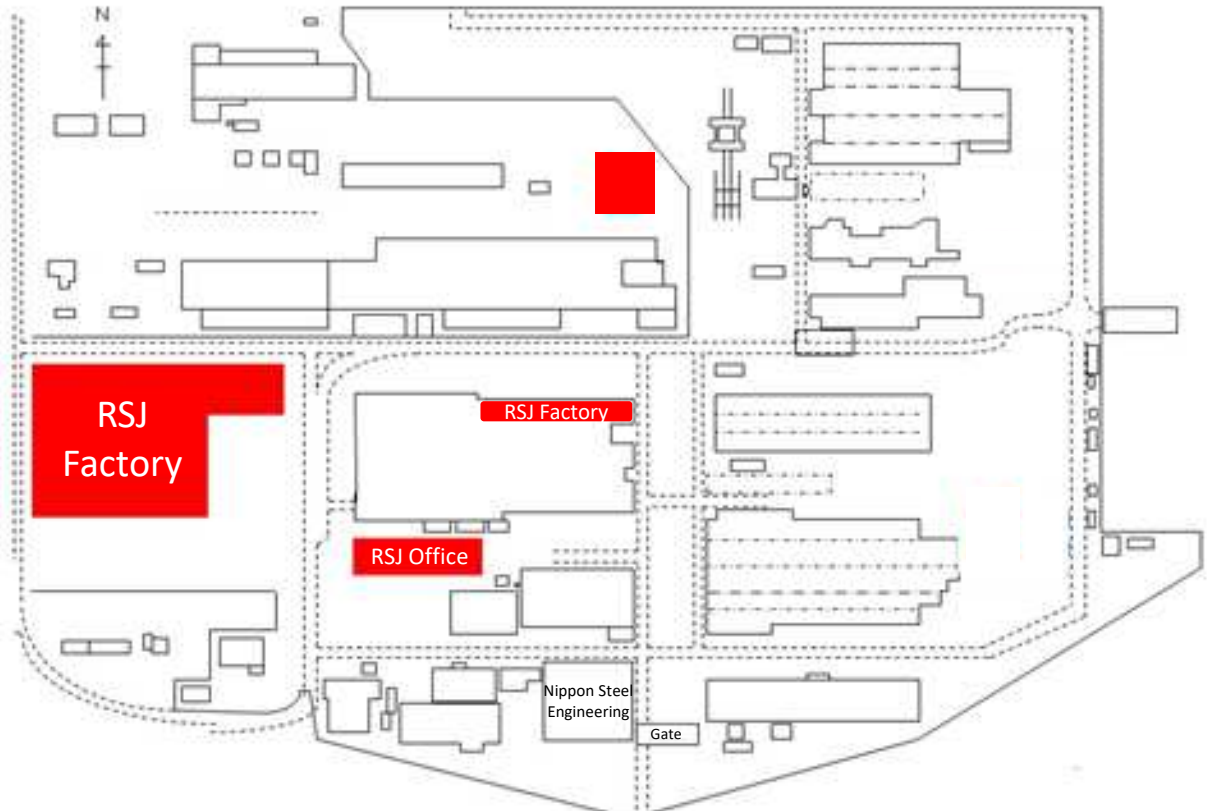 N
RSJ
Factory
RSJ Factory
RSJ Office
Nippon Steel
Engineering
Gate